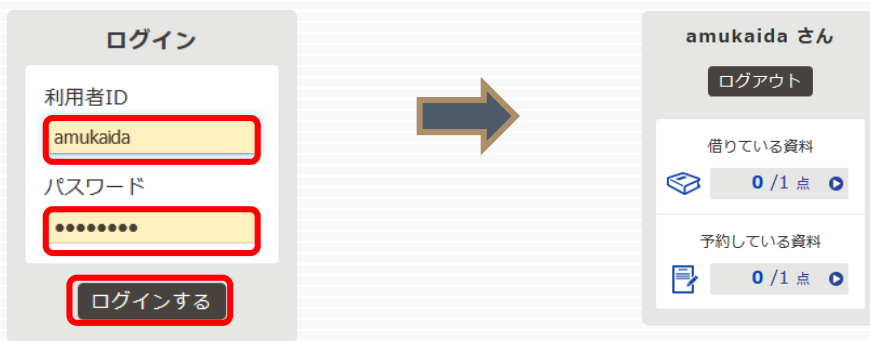 ログイン
利用者ID
amukaida
パスワード
••••••••
ログインする
amukaida さん
ログアウト
借りている資料
0 /1 点
予約している資料
0 /1 点